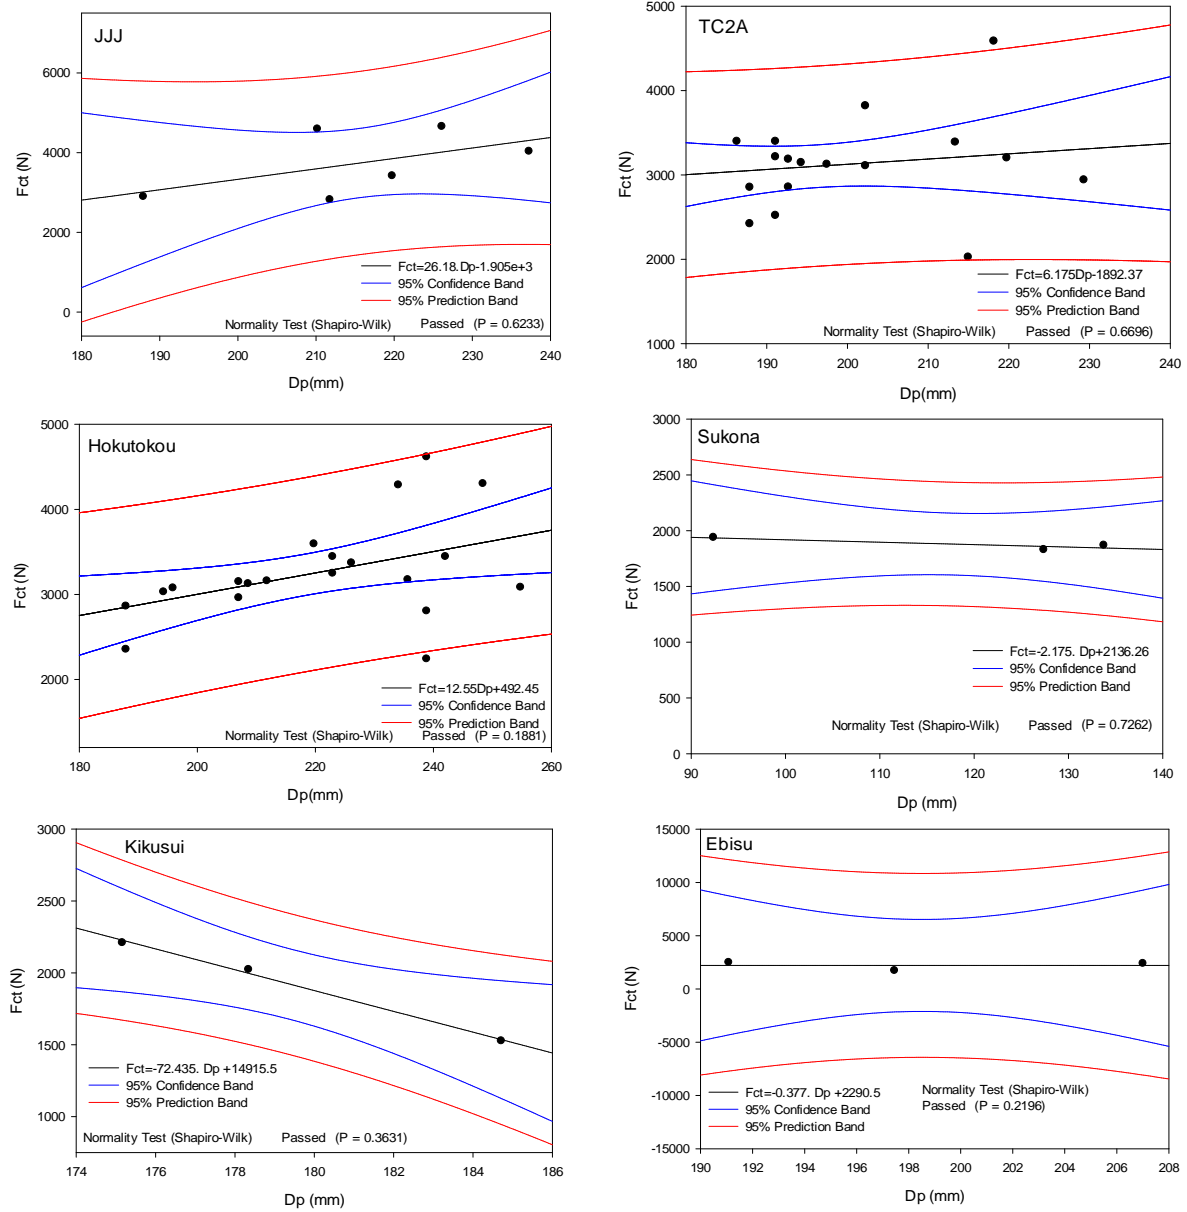 JJJ
Fct (N)
6000
4000
2000
0
Fct=26.18.Dp-1.905e+3
95% Confidence Band
95% Prediction Band
Normality Test (Shapiro-Wilk) Passed (P = 0.6233)
180 190 200 210 220 230 240
Dp(mm)
TC2A
Fct (N)
5000
4000
3000
2000
1000
Fct=6.175Dp-1892.37
95% Confidence Band
95% Prediction Band
Normality Test (Shapiro-Wilk) Passed (P = 0.6696)
180 190 200 210 220 230 240
Dp(mm)
Hokutokou
Fct (N)
5000
4000
3000
2000
Fct=12.55Dp+492.45
95% Confidence Band
95% Prediction Band
Normality Test (Shapiro-Wilk) Passed (P = 0.1881)
180 200 220 240 260
Dp(mm)
Sukona
Fct (N)
3000
2500
2000
1500
1000
500
0
Fct=-2.175. Dp+2136.26
95% Confidence Band
95% Prediction Band
Normality Test (Shapiro-Wilk) Passed (P = 0.7262)
90 100 110 120 130 140
Dp (mm)
Kikusui
Fct (N)
3000
2500
2000
1500
1000
Fct=-72.435. Dp +14915.5
95% Confidence Band
95% Prediction Band
Normality Test (Shapiro-Wilk) Passed (P = 0.3631)
174 176 178 180 182 184 186
Dp (mm)
Ebisu
Fct (N)
15000
10000
5000
0
-5000
-10000
-15000
Fct=-0.377. Dp +2290.5
95% Confidence Band
95% Prediction Band
Normality Test (Shapiro-Wilk)
Passed (P = 0.2196)
190 192 194 196 198 200 202 204 206 208
Dp (mm)